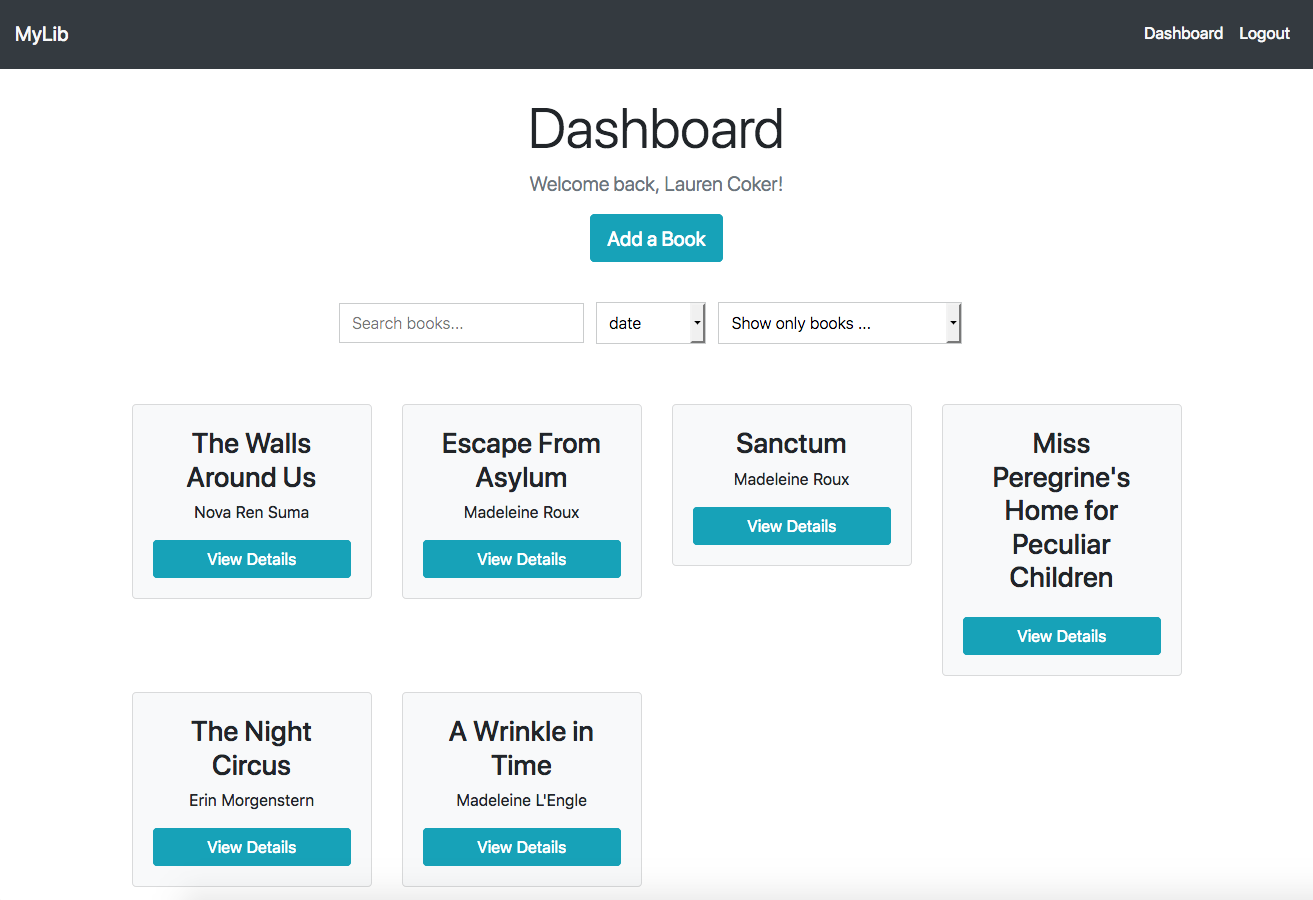 MyLib
Dashboard Logout
Dashboard
Welcome back, Lauren Coker!
Add a Book
Search books...
date
Show only books ...
The Walls
Around Us
Nova Ren Suma
View Details
Escape From
Asylum
Madeleine Roux
View Details
Sanctum
Madeleine Roux
View Details
Miss
Peregrine's
Home for
Peculiar
Children
View Details
The Night
Circus
Erin Morgenstern
View Details
A Wrinkle in
Time
Madeleine L'Engle
View Details